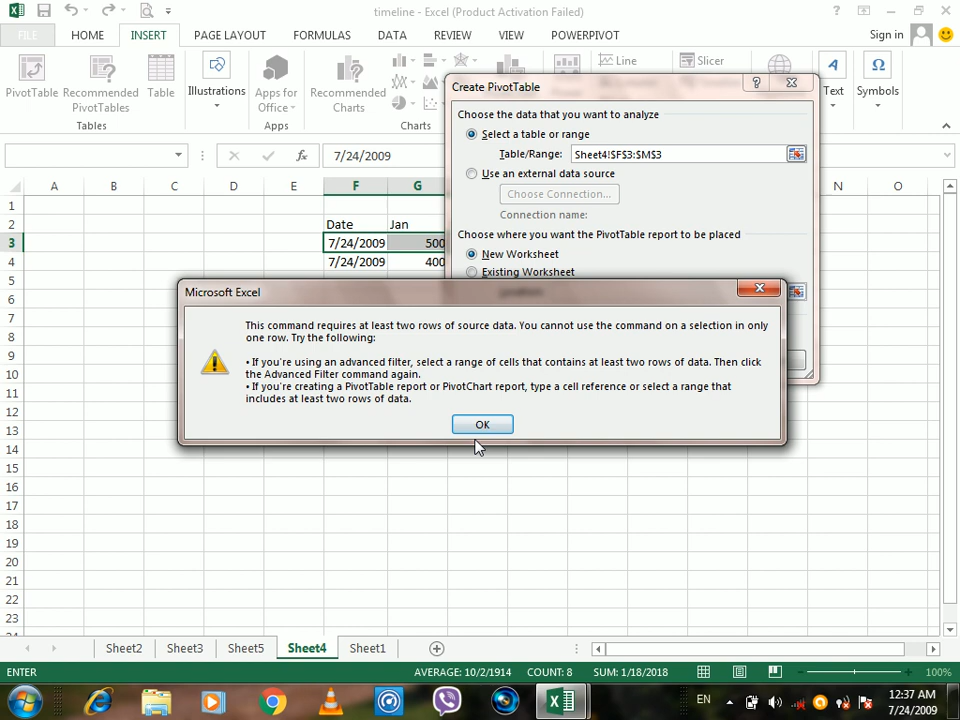 timeline - Excel (Product Activation Failed)
FILE HOME INSERT PAGE LAYOUT FORMULAS DATA REVIEW VIEW POWERPIVOT Sign in
PivotTable Recommended PivotTables Table Illustrations Apps for Office Recommended Charts Line Slicer Text Symbols
Tables Apps Charts
7/24/2009
A B C D E F G N O
1
2 Date Jan
3 7/24/2009 500
4 7/24/2009 400
5
6
7
8
9
10
11
12
13
14
15
16
17
18
19
20
21
22
23
Create PivotTable
Choose the data that you want to analyze
Select a table or range
Table/Range: Sheet4!$F$3:$M$3
Use an external data source
Choose Connection...
Connection name:
Choose where you want the PivotTable report to be placed
New Worksheet
Existing Worksheet
Microsoft Excel
This command requires at least two rows of source data. You cannot use the command on a selection in only
one row. Try the following:
• If you're using an advanced filter, select a range of cells that contains at least two rows of data. Then click
the Advanced Filter command again.
• If you're creating a PivotTable report or PivotChart report, type a cell reference or select a range that
includes at least two rows of data.
OK
Sheet2 Sheet3 Sheet5 Sheet4 Sheet1
ENTER AVERAGE: 10/2/1914 COUNT: 8 SUM: 1/18/2018 100%
EN 12:37 AM
7/24/2009